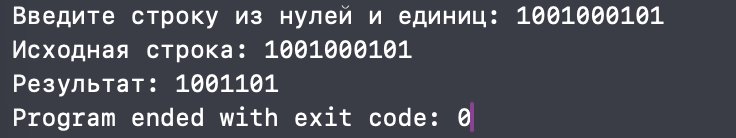 Введите строку из нулей и единиц: 1001000101
Исходная строка: 1001000101
Результат: 1001101
Program ended with exit code: 0